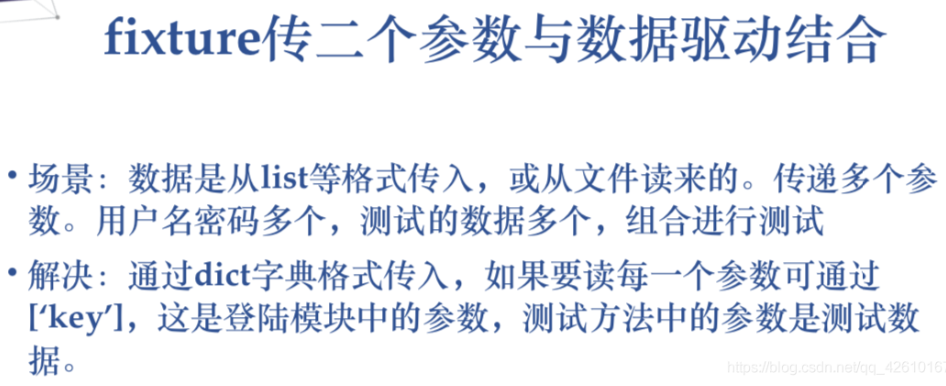 fixture传二个参数与数据驱动结合
• 场景：数据是从list等格式传入，或从文件读来的。传递多个参
数。用户名密码多个，测试的数据多个，组合进行测试
• 解决：通过dict字典格式传入，如果要读每一个参数可通过
[‘key’]，这是登陆模块中的参数，测试方法中的参数是测试数
据。
https://blog.csdn.net/qq_4261016